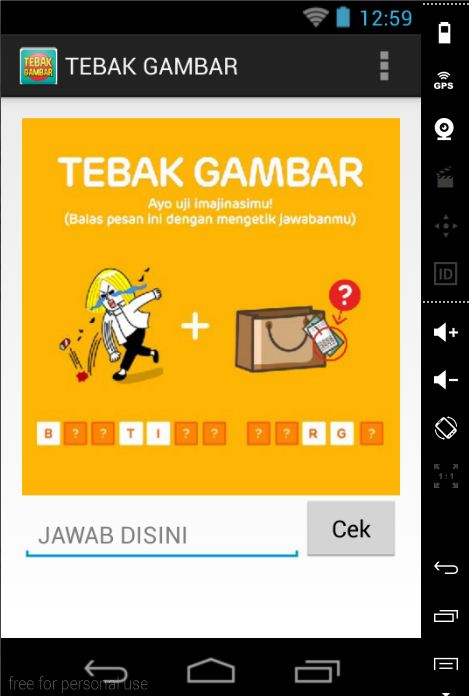 12:59
TEBAK GAMBAR
TEBAK GAMBAR
GPS
TEBAK GAMBAR
Ayo uji imajinasimu!
(Balas pesan ini dengan mengetik jawabanmu)
ID
?
+
B ? ? T I ? ? ? ? R G ?
1:1
JAWAB DISINI
Cek
free for personal use